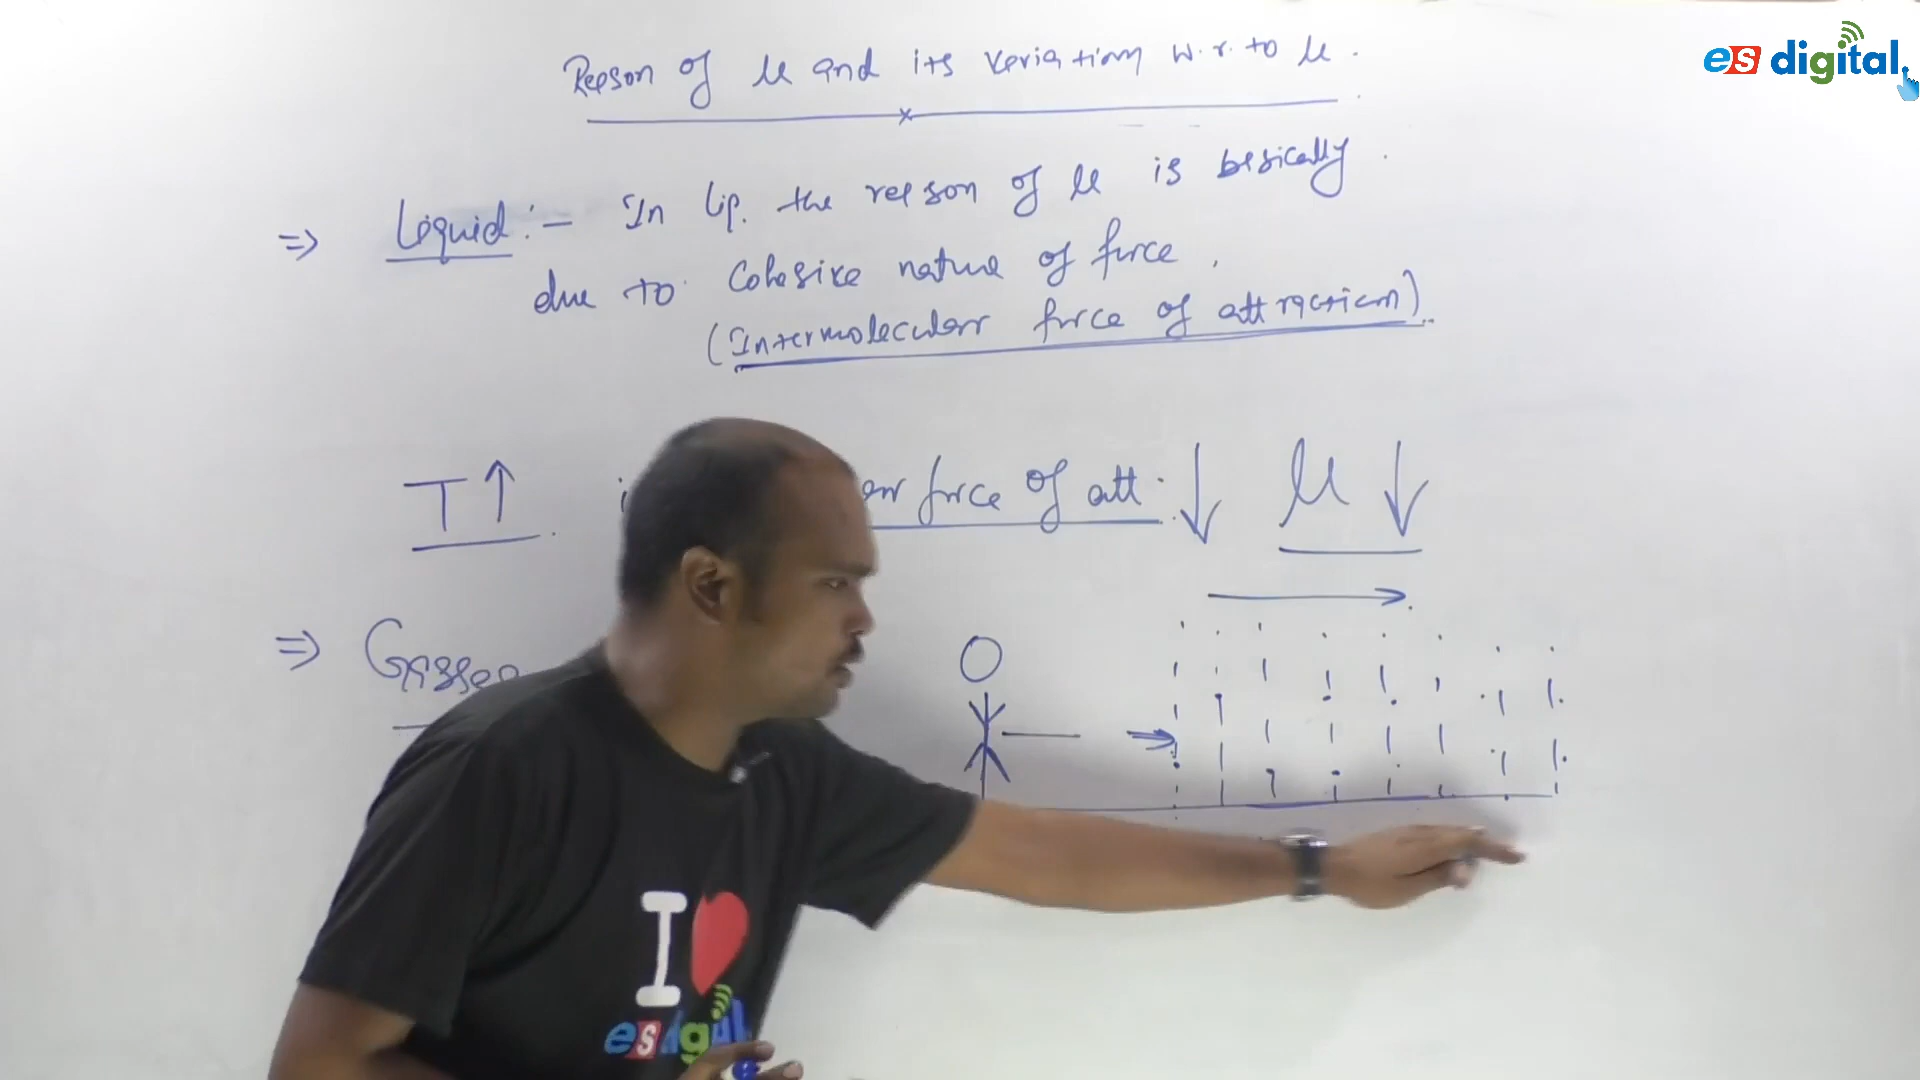 es digital.
Reason of μ and its variation w.r. to μ.
⇒ Liquid :- In liq. the reason of μ is basically
due to cohesive nature of force.
(Intermolecular force of attraction).
T↑ force of att. ↓ μ ↓
⇒ Gasses
I
es digital